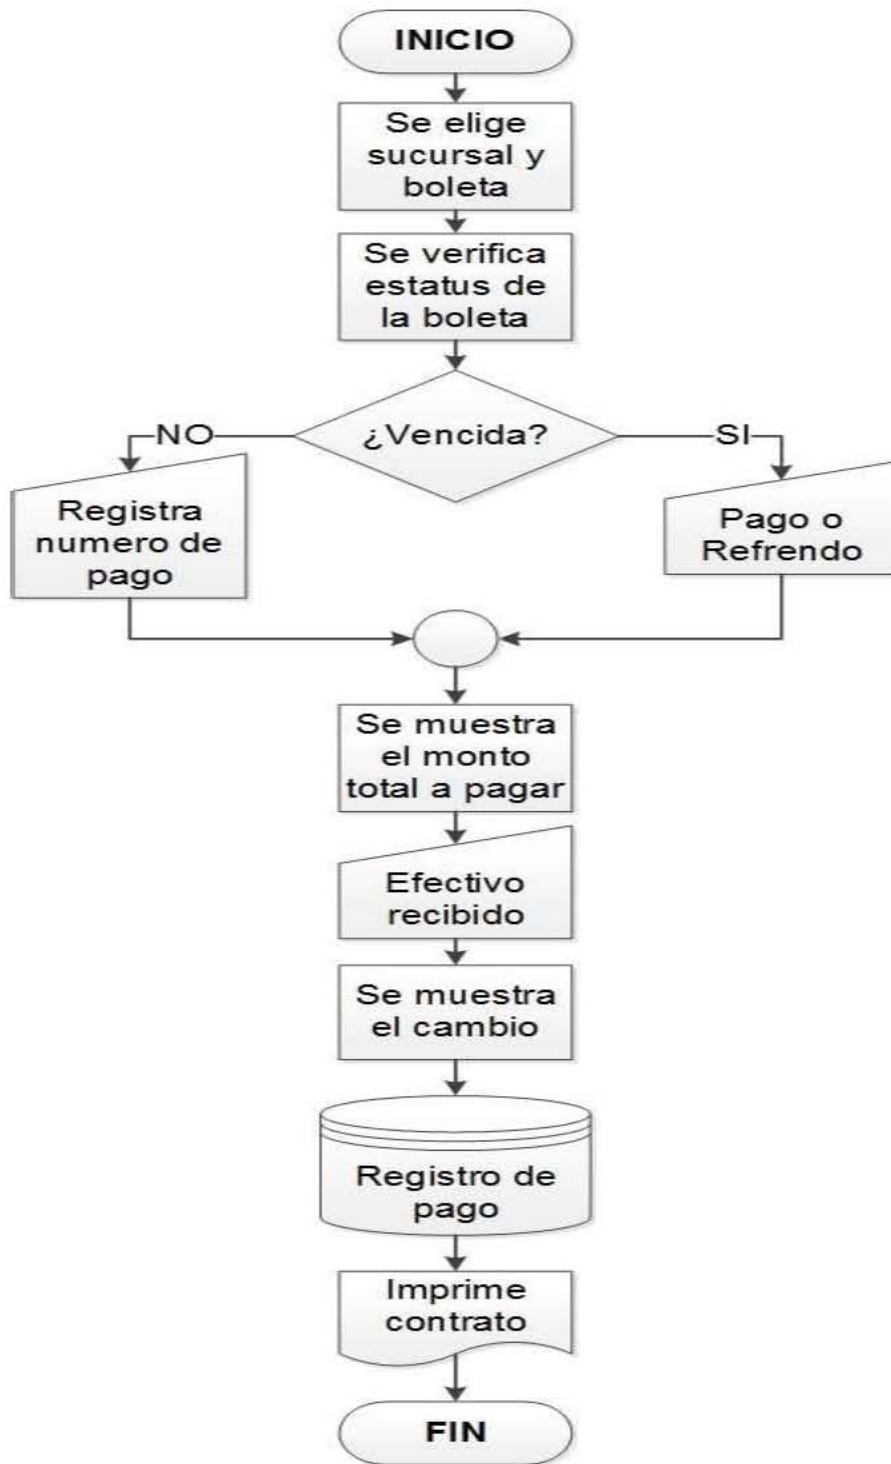 INICIO
Se elige
sucursal y
boleta
Se verifica
estatus de
la boleta
¿Vencida?
NO
SI
Registra
numero de
pago
Pago o
Refrendo
Se muestra
el monto
total a pagar
Efectivo
recibido
Se muestra
el cambio
Registro de
pago
Imprime
contrato
FIN